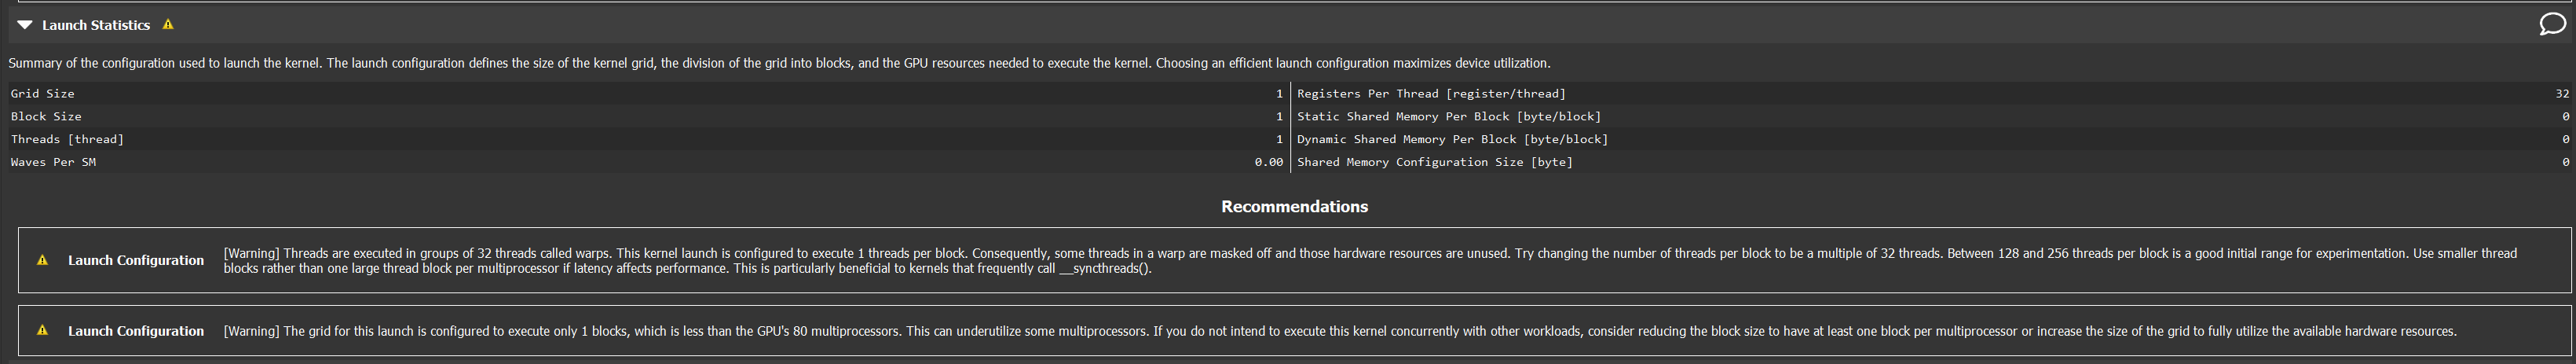 Launch Statistics
Summary of the configuration used to launch the kernel. The launch configuration defines the size of the kernel grid, the division of the grid into blocks, and the GPU resources needed to execute the kernel. Choosing an efficient launch configuration maximizes device utilization.
Grid Size 1 Registers Per Thread [register/thread] 32
Block Size 1 Static Shared Memory Per Block [byte/block] 0
Threads [thread] 1 Dynamic Shared Memory Per Block [byte/block] 0
Waves Per SM 0.00 Shared Memory Configuration Size [byte] 0
Recommendations
Launch Configuration [Warning] Threads are executed in groups of 32 threads called warps. This kernel launch is configured to execute 1 threads per block. Consequently, some threads in a warp are masked off and those hardware resources are unused. Try changing the number of threads per block to be a multiple of 32 threads. Between 128 and 256 threads per block is a good initial range for experimentation. Use smaller thread
blocks rather than one large thread block per multiprocessor if latency affects performance. This is particularly beneficial to kernels that frequently call __syncthreads().
Launch Configuration [Warning] The grid for this launch is configured to execute only 1 blocks, which is less than the GPU's 80 multiprocessors. This can underutilize some multiprocessors. If you do not intend to execute this kernel concurrently with other workloads, consider reducing the block size to have at least one block per multiprocessor or increase the size of the grid to fully utilize the available hardware resources.